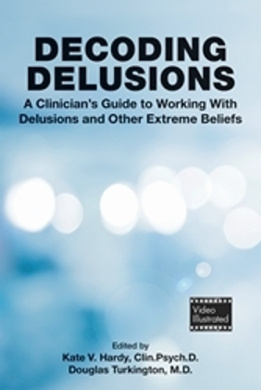 DECODING
DELUSIONS
A Clinician's Guide to Working With
Delusions and Other Extreme Beliefs
Video
Illustrated
Edited by
Kate V. Hardy, Clin.Psych.D.
Douglas Turkington, M.D.